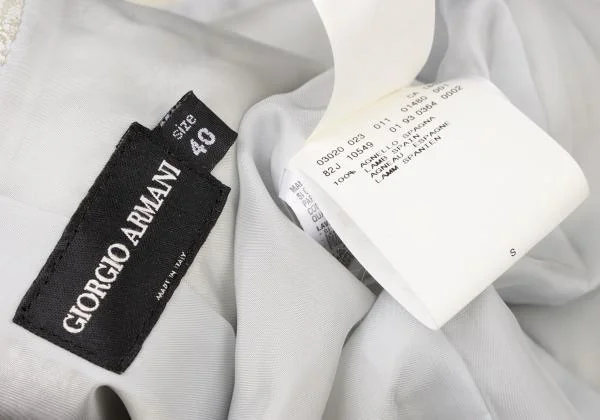 size
40
GIORGIO ARMANI
MADE IN ITALY
CA
03020 023 011 01480 001
82J 10549 01 93 0364 0002
100% AGNELLO SPAGNA
LAMB SPAIN
AGNEAU ESPAGNE
LAMM SPANIEN
S